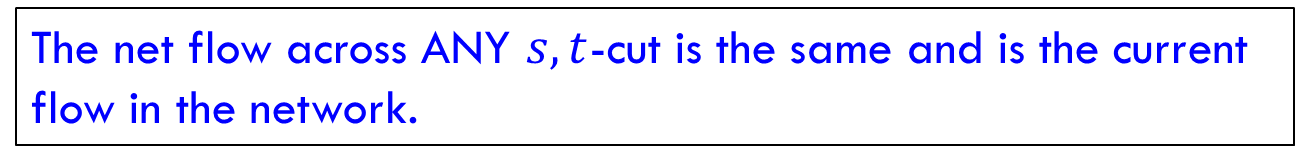 The net flow across ANY s,t-cut is the same and is the current
flow in the network.